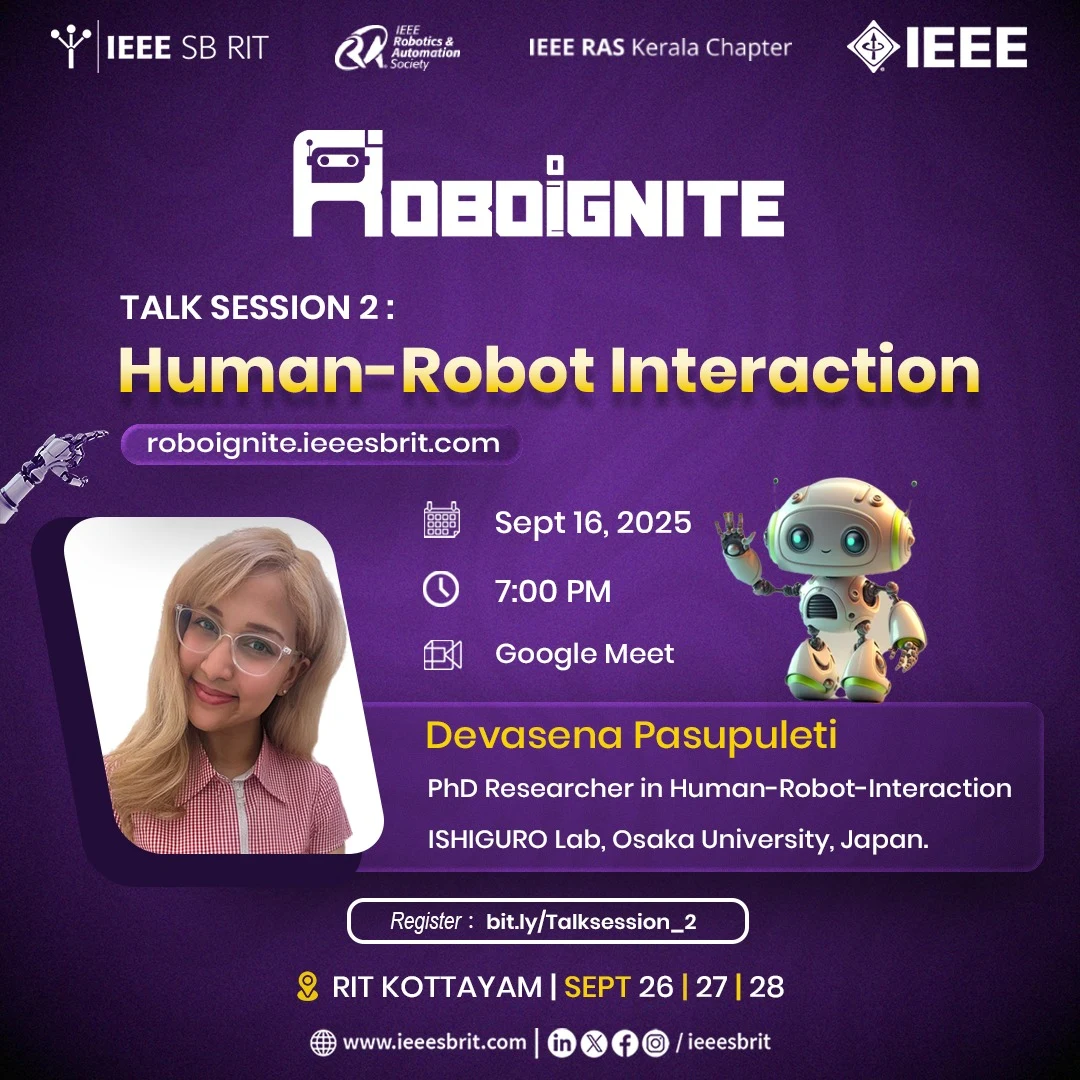 IEEE SB RIT
IEEE
Robotics &
Automation
Society
IEEE RAS Kerala Chapter
IEEE
ROBOIGNITE
TALK SESSION 2 :
Human-Robot Interaction
roboignite.ieeesbrit.com
Sept 16, 2025
7:00 PM
Google Meet
Devasena Pasupuleti
PhD Researcher in Human-Robot-Interaction
ISHIGURO Lab, Osaka University, Japan.
Register : bit.ly/Talksession_2
RIT KOTTAYAM | SEPT 26 | 27 | 28
www.ieeesbrit.com | / ieeesbrit